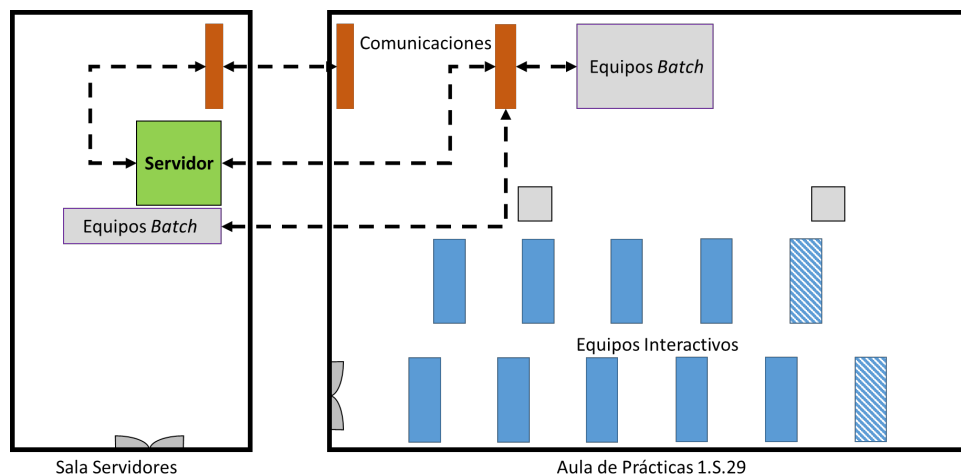 Comunicaciones
Equipos Batch
Servidor
Equipos Batch
Equipos Interactivos
Sala Servidores
Aula de Prácticas 1.S.29